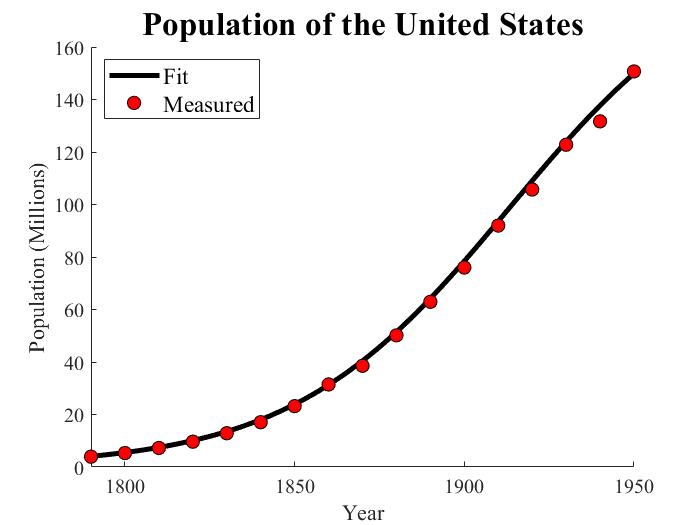 Population of the United States
Fit
Measured
160
140
120
100
80
60
40
20
0
Population (Millions)
1800
1850
1900
1950
Year